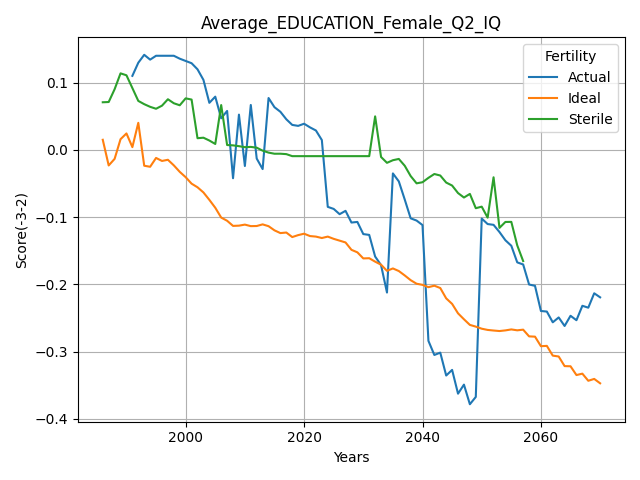 Average_EDUCATION_Female_Q2_IQ
Fertility
Actual
Ideal
Sterile
Score(-3-2)
0.1
0.0
−0.1
−0.2
−0.3
−0.4
2000
2020
2040
2060
Years